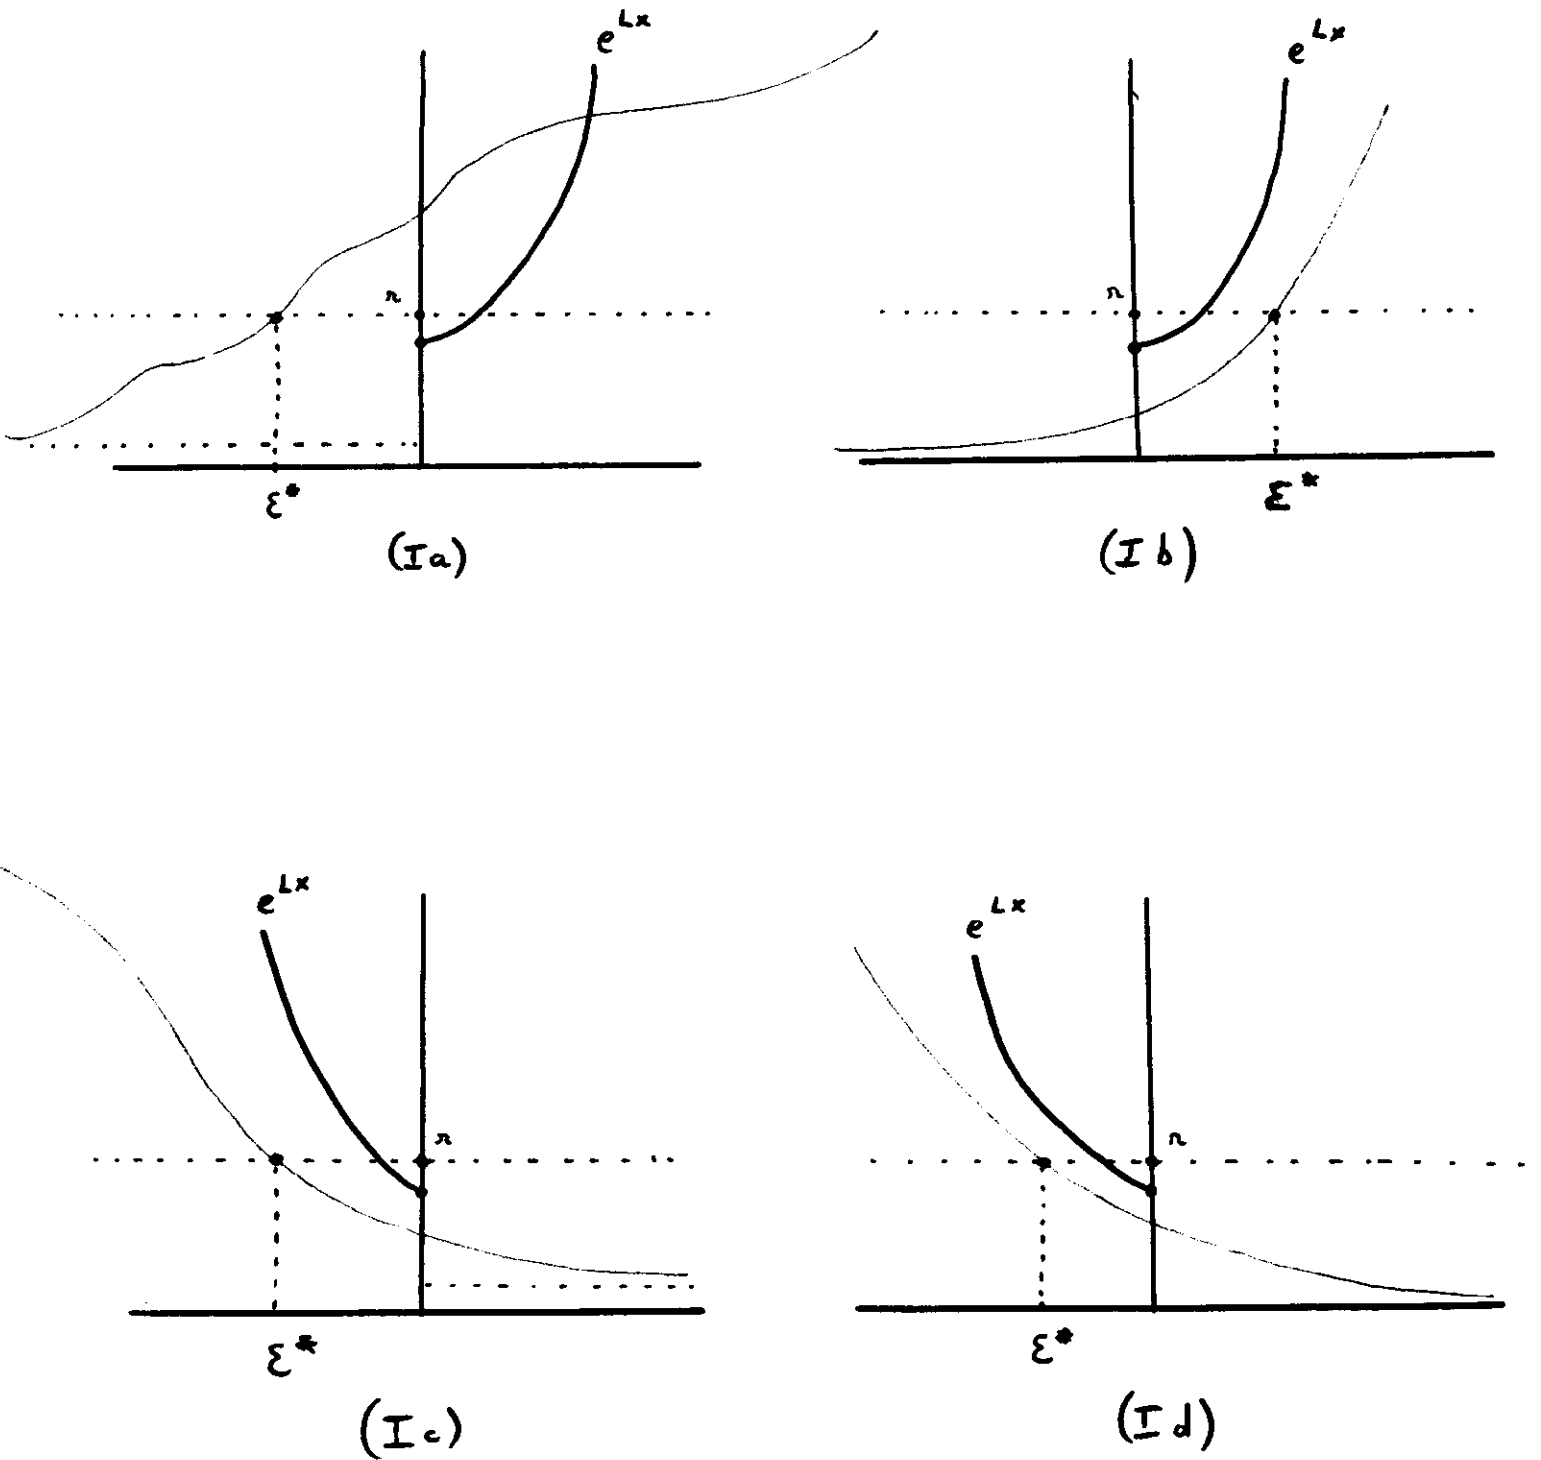 e^{Lx}
r
ε*
(Ia)
e^{Lx}
r
ε*
(Ib)
e^{Lx}
r
ε*
(Ic)
e^{Lx}
r
ε*
(Id)